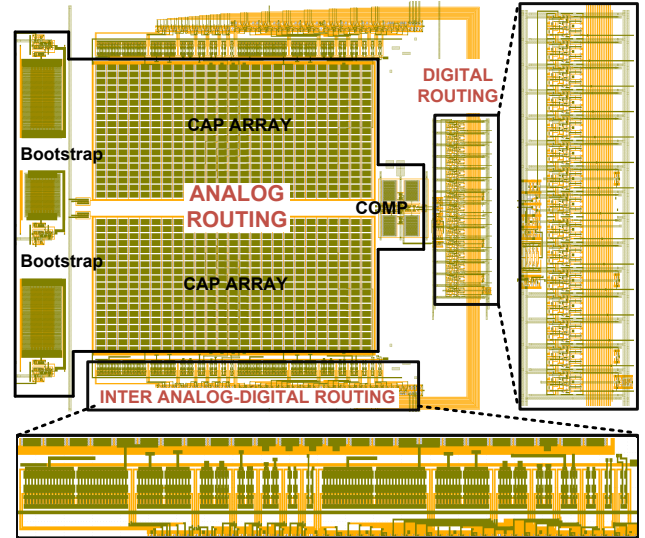 DIGITAL
ROUTING
CAP ARRAY
Bootstrap
ANALOG
ROUTING
COMP
Bootstrap
CAP ARRAY
INTER ANALOG-DIGITAL ROUTING